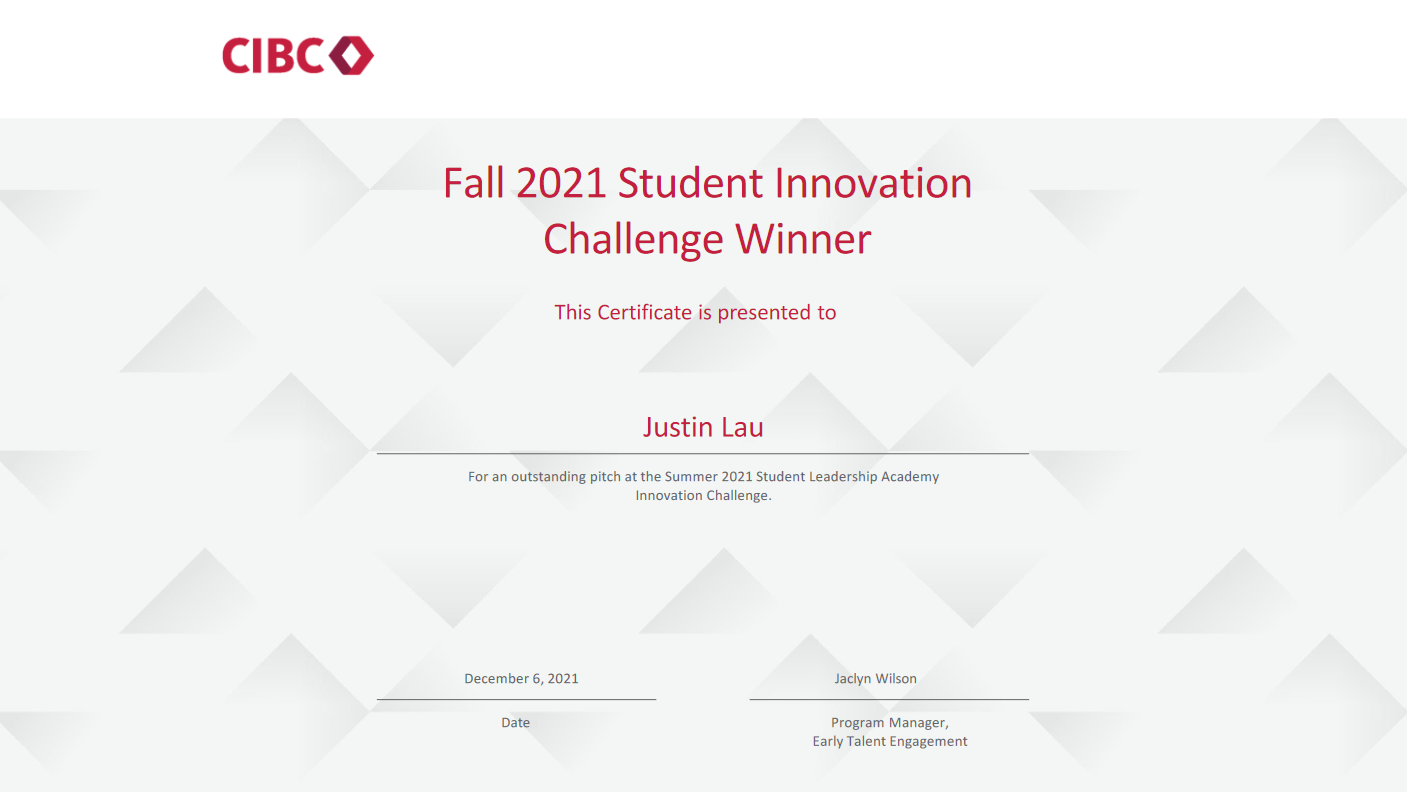 CIBC
Fall 2021 Student Innovation
Challenge Winner
This Certificate is presented to
Justin Lau
For an outstanding pitch at the Summer 2021 Student Leadership Academy
Innovation Challenge.
December 6, 2021
Date
Jaclyn Wilson
Program Manager,
Early Talent Engagement